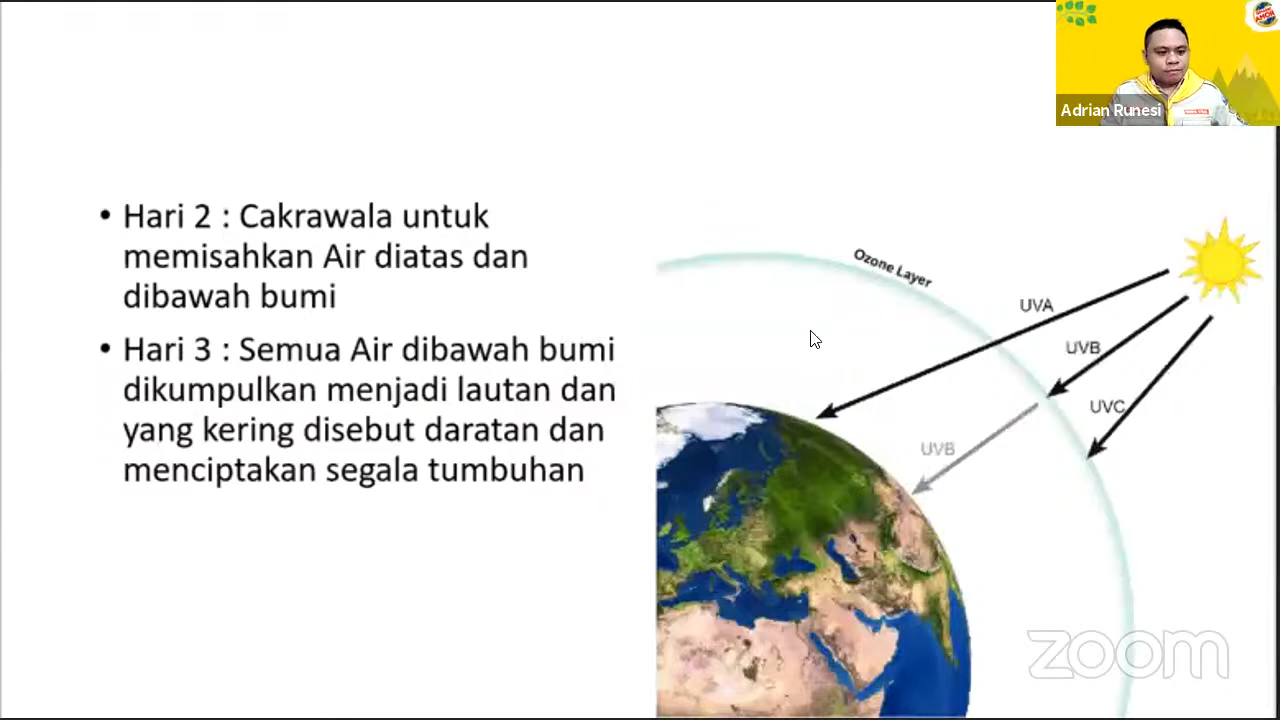 Adrian Runesi
• Hari 2 : Cakrawala untuk
memisahkan Air diatas dan
dibawah bumi
• Hari 3 : Semua Air dibawah bumi
dikumpulkan menjadi lautan dan
yang kering disebut daratan dan
menciptakan segala tumbuhan
Ozone Layer
UVA
UVB
UVC
UVB
zoom